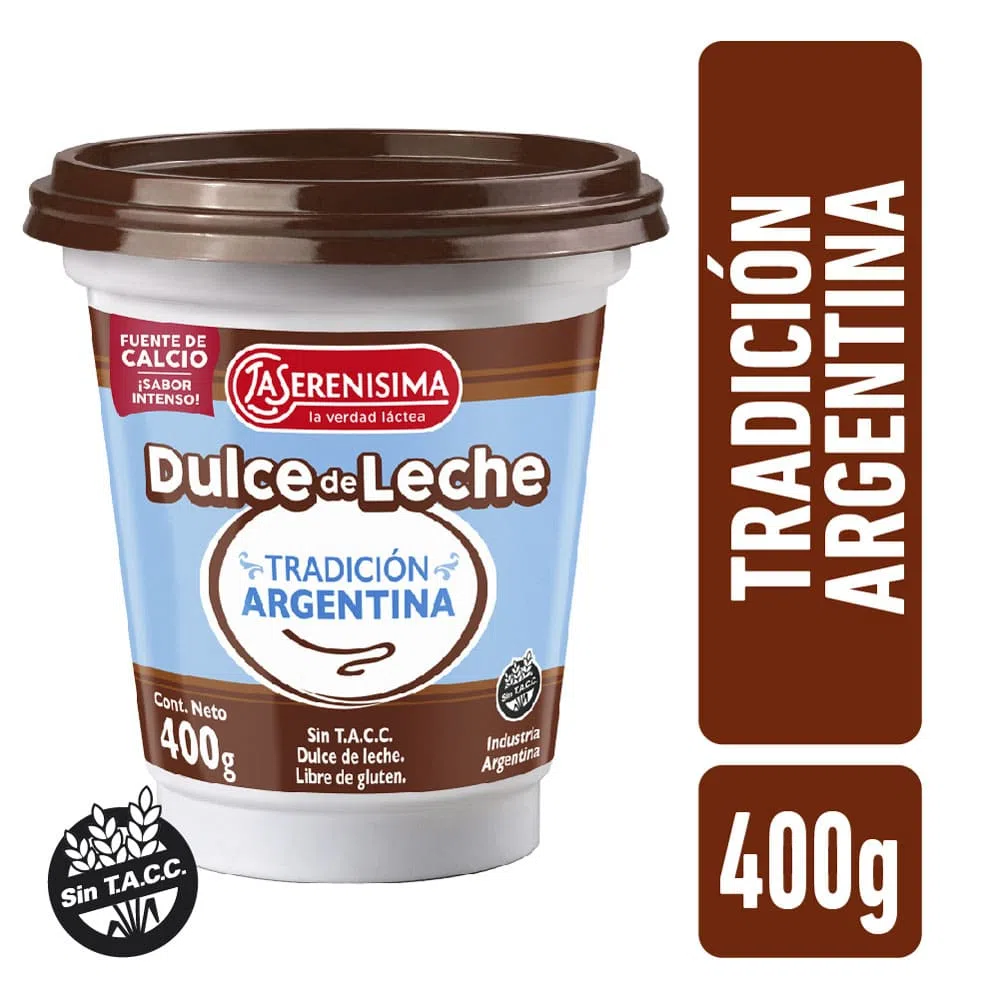 FUENTE DE
CALCIO
¡SABOR
INTENSO!
LASERENISIMA
la verdad láctea
Dulce de Leche
TRADICIÓN
ARGENTINA
Cont. Neto
400g
Sin T.A.C.C.
Dulce de leche.
Libre de gluten.
Sin T.A.C.C.
Industria
Argentina
Sin T.A.C.C.
TRADICIÓN
ARGENTINA
400g